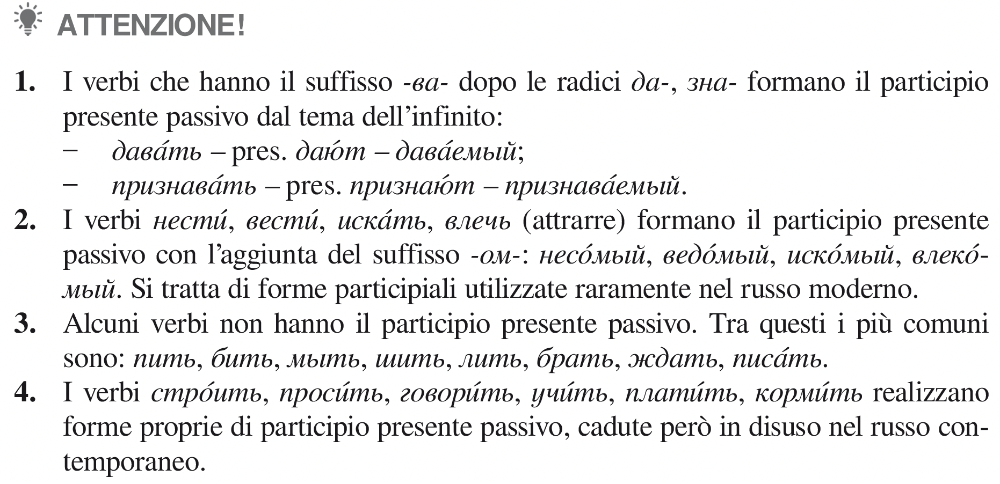 ATTENZIONE!
1. I verbi che hanno il suffisso -ва- dopo le radici да-, зна- formano il participio
presente passivo dal tema dell’infinito:
– дава́ть – pres. даю́т – дава́емый;
– признава́ть – pres. признаю́т – признава́емый.
2. I verbi нести́, вести́, иска́ть, влечь (attrarre) formano il participio presente
passivo con l’aggiunta del suffisso -ом-: несо́мый, ведо́мый, иско́мый, влеко́-
мый. Si tratta di forme participiali utilizzate raramente nel russo moderno.
3. Alcuni verbi non hanno il participio presente passivo. Tra questi i più comuni
sono: пить, бить, мыть, шить, лить, брать, ждать, писа́ть.
4. I verbi стро́ить, проси́ть, говори́ть, учи́ть, плати́ть, корми́ть realizzano
forme proprie di participio presente passivo, cadute però in disuso nel russo con-
temporaneo.